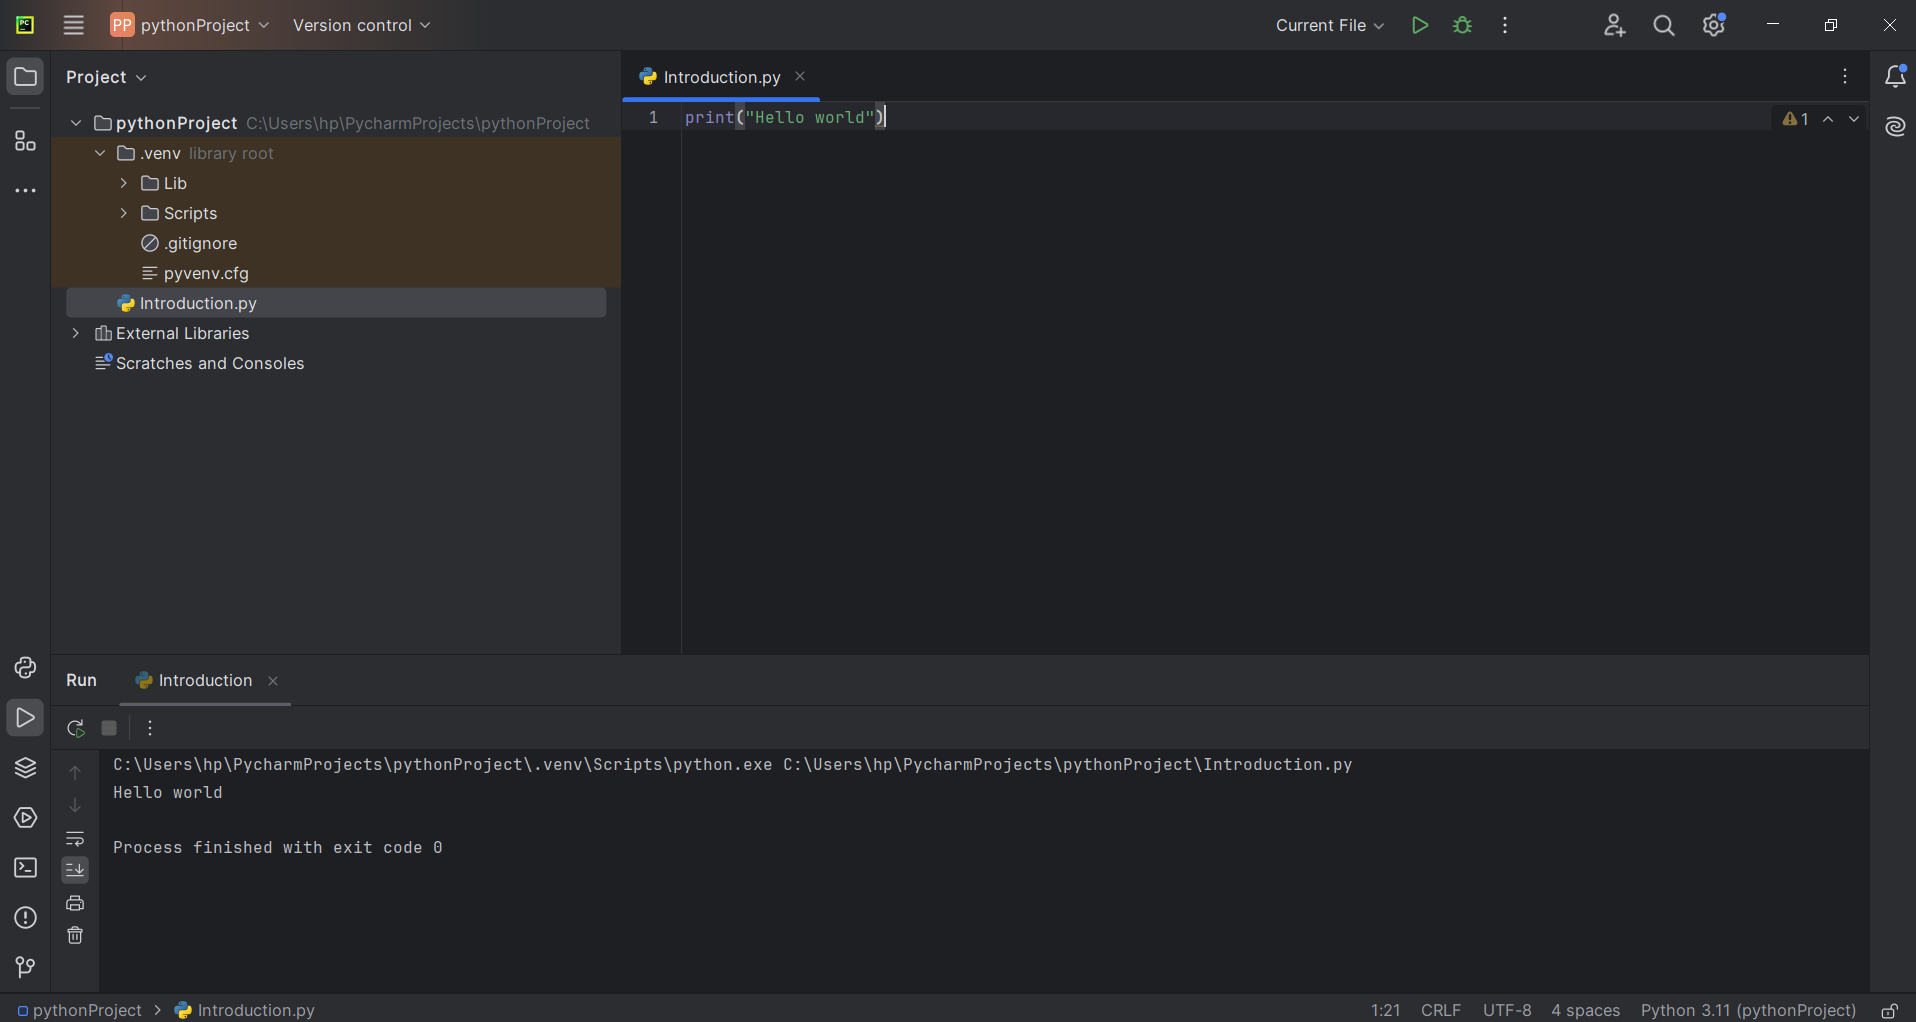 PC
PP pythonProject Version control Current File
Project
Introduction.py
pythonProject C:\Users\hp\PycharmProjects\pythonProject
.venv library root
Lib
Scripts
.gitignore
pyvenv.cfg
Introduction.py
External Libraries
Scratches and Consoles
1 print("Hello world") 1
Run Introduction
C:\Users\hp\PycharmProjects\pythonProject\.venv\Scripts\python.exe C:\Users\hp\PycharmProjects\pythonProject\Introduction.py
Hello world
Process finished with exit code 0
pythonProject Introduction.py 1:21 CRLF UTF-8 4 spaces Python 3.11 (pythonProject)